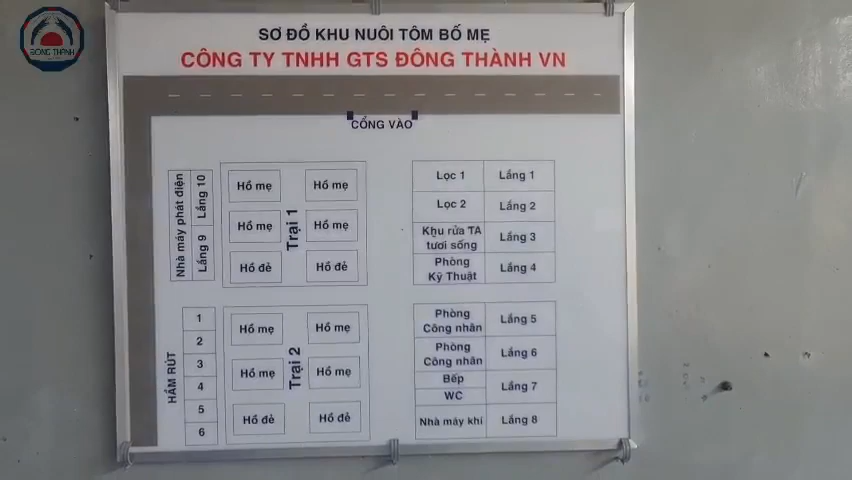 ĐÔNG THÀNH
SƠ ĐỒ KHU NUÔI TÔM BỐ MẸ
CÔNG TY TNHH GTS ĐÔNG THÀNH VN
CỔNG VÀO
Nhà máy phát điện
Lắng 9
Lắng 10
Hồ mẹ
Hồ mẹ
Hồ mẹ
Hồ mẹ
Hồ đẻ
Hồ đẻ
Trại 1
Lọc 1
Lắng 1
Lọc 2
Lắng 2
Khu rửa TA
tươi sống
Lắng 3
Phòng
Kỹ Thuật
Lắng 4
HẦM RÚT
1
2
3
4
5
6
Hồ mẹ
Hồ mẹ
Hồ mẹ
Hồ mẹ
Hồ đẻ
Hồ đẻ
Trại 2
Phòng
Công nhân
Lắng 5
Phòng
Công nhân
Lắng 6
Bếp
WC
Lắng 7
Nhà máy khí
Lắng 8